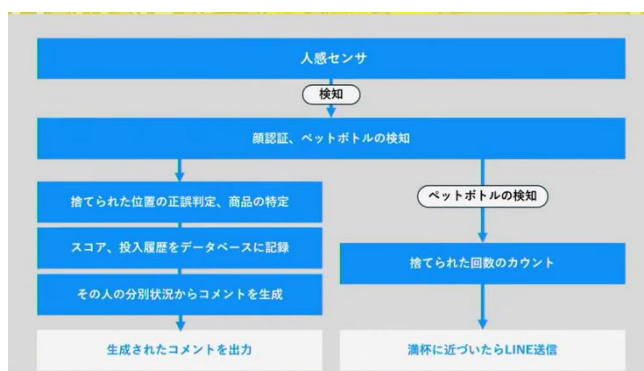 人感センサ
検知
顔認証、ペットボトルの検知
捨てられた位置の正誤判定、商品の特定
ペットボトルの検知
スコア、投入履歴をデータベースに記録
捨てられた回数のカウント
その人の分別状況からコメントを生成
生成されたコメントを出力
満杯に近づいたらLINE送信